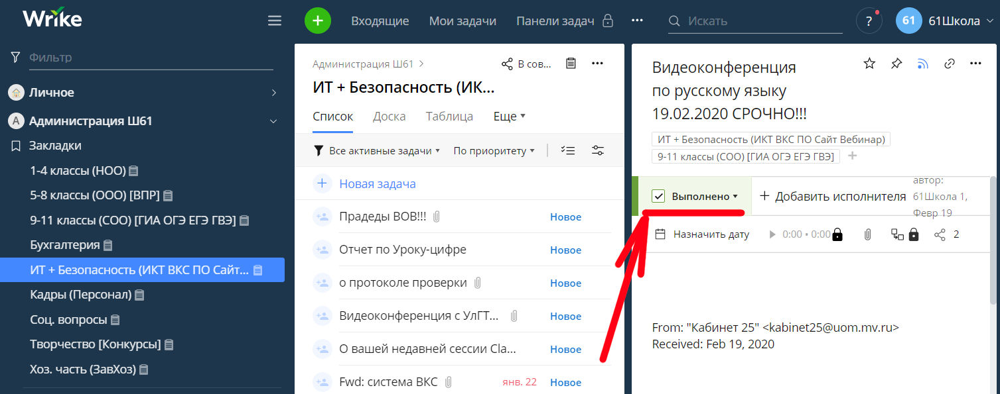 Wrike
Входящие
Мои задачи
Панели задач
Искать
?
61
61Школа
Фильтр
Личное
А Администрация Ш61
Закладки
1-4 классы (НОО)
5-8 классы (ООО) [ВПР]
9-11 классы (СОО) [ГИА ОГЭ ЕГЭ ГВЭ]
Бухгалтерия
ИТ + Безопасность (ИКТ ВКС ПО Сайт...
Кадры (Персонал)
Соц. вопросы
Творчество [Конкурсы]
Хоз. часть (ЗавХоз)
Администрация Ш61
В сов...
ИТ + Безопасность (ИК...
Список Доска Таблица Еще
Все активные задачи По приоритету
Новая задача
Прадеды ВОВ!!! Новое
Отчет по Уроку-цифре Новое
о протоколе проверки Новое
Видеоконференция с УлГТ... Новое
О вашей недавней сессии Cla... Новое
Fwd: система ВКС янв. 22 Новое
Видеоконференция
по русскому языку
19.02.2020 СРОЧНО!!!
ИТ + Безопасность (ИКТ ВКС ПО Сайт Вебинар)
9-11 классы (СОО) [ГИА ОГЭ ЕГЭ ГВЭ]
Выполнено
+ Добавить исполнителя
автор:
61Школа 1,
Февр 19
Назначить дату
0:00 • 0:00
2
From: "Кабинет 25" <kabinet25@uom.mv.ru>
Received: Feb 19, 2020